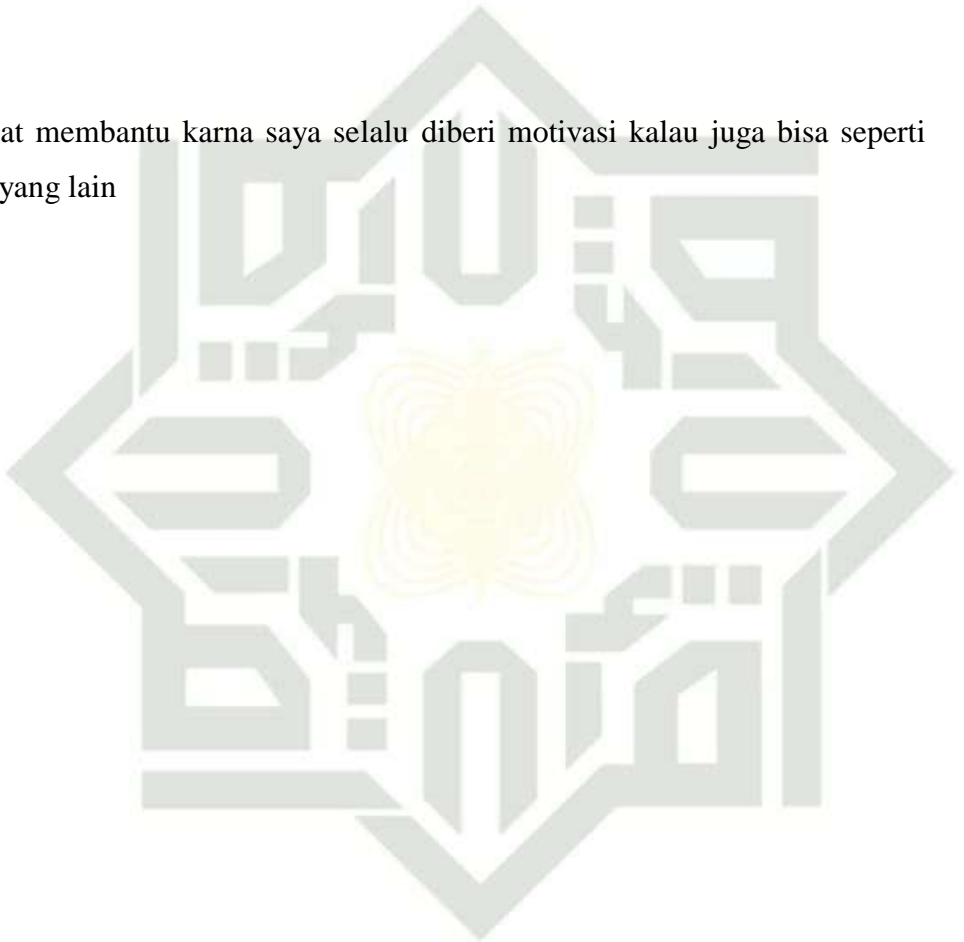 at membantu karna saya selalu diberi motivasi kalau juga bisa seperti
yang lain